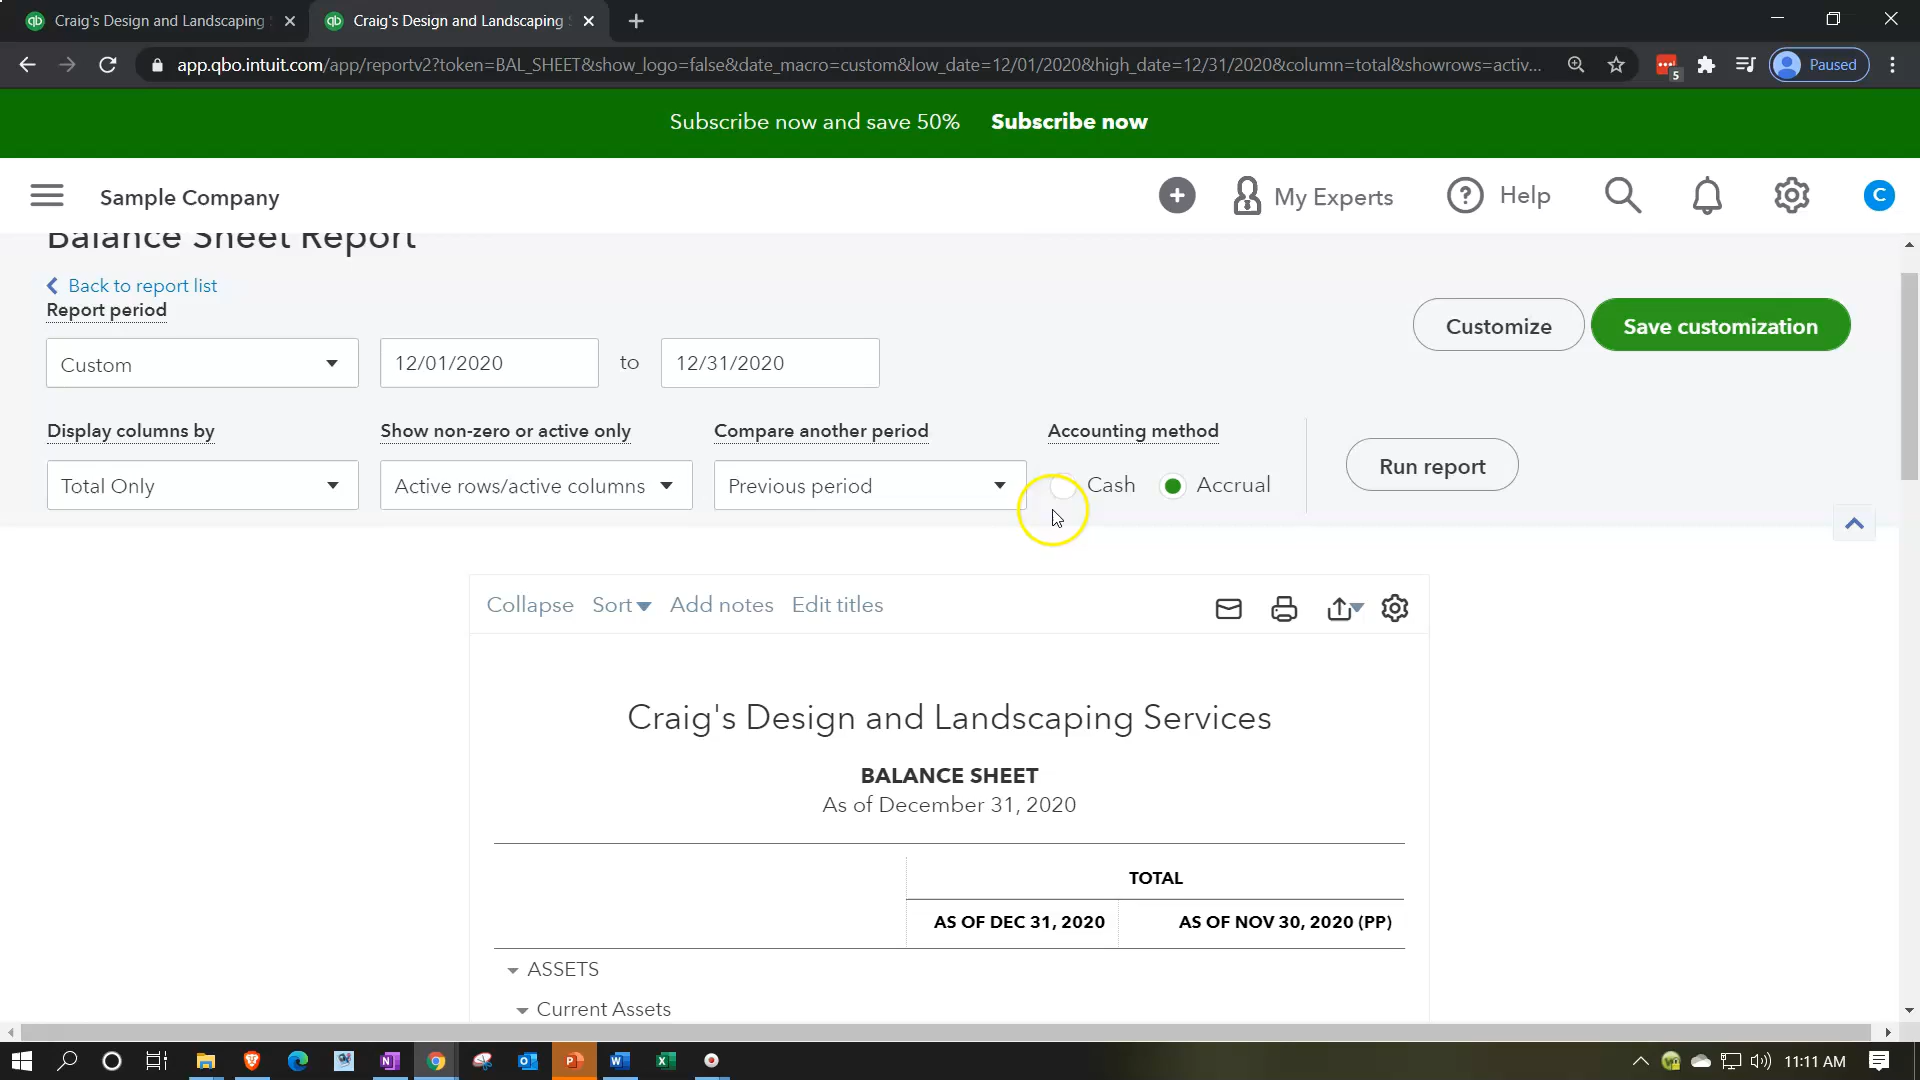 Craig's Design and Landscaping
Craig's Design and Landscaping
app.qbo.intuit.com/app/reportv2?token=BAL_SHEET&show_logo=false&date_macro=custom&low_date=12/01/2020&high_date=12/31/2020&column=total&showrows=activ...
5
Paused
Subscribe now and save 50% Subscribe now
Sample Company
My Experts
Help
C
Balance Sheet Report
Back to report list
Report period
Custom
12/01/2020 to 12/31/2020
Customize
Save customization
Display columns by
Show non-zero or active only
Compare another period
Accounting method
Total Only
Active rows/active columns
Previous period
Cash
Accrual
Run report
Collapse Sort Add notes Edit titles
Craig's Design and Landscaping Services
BALANCE SHEET
As of December 31, 2020
TOTAL
AS OF DEC 31, 2020 AS OF NOV 30, 2020 (PP)
ASSETS
Current Assets
11:11 AM